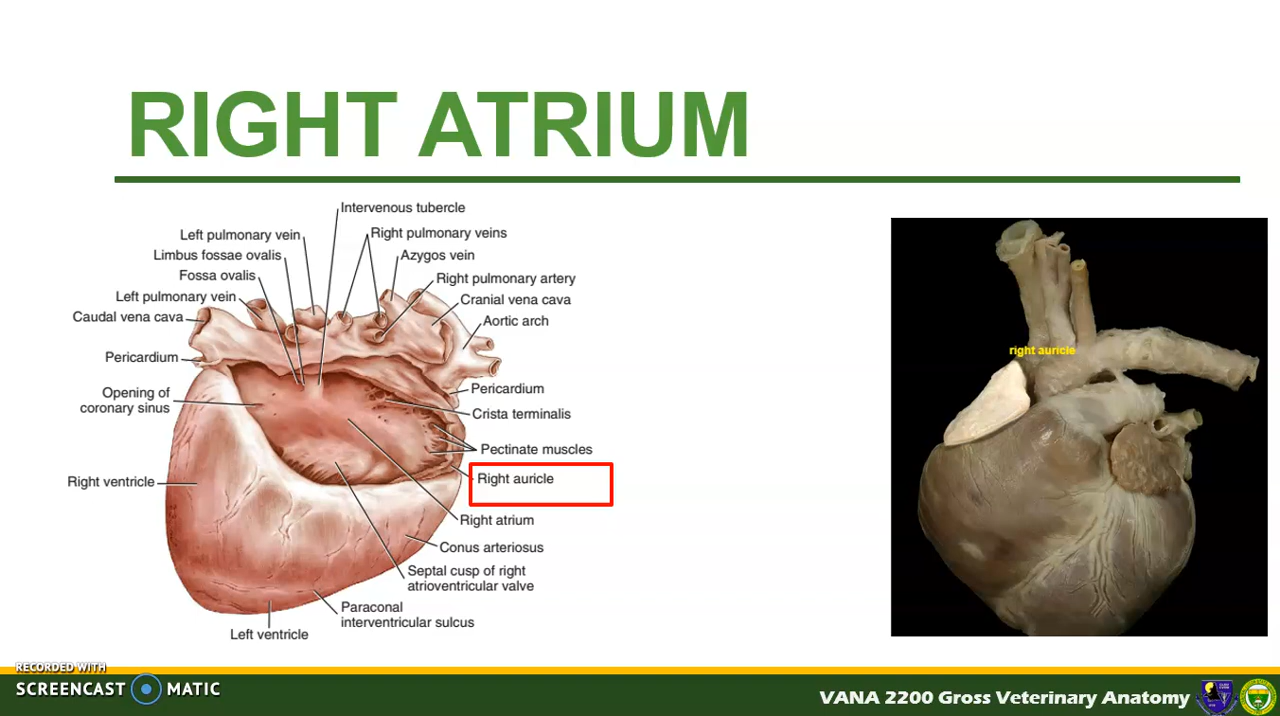 RIGHT ATRIUM
Intervenous tubercle
Left pulmonary vein
Right pulmonary veins
Limbus fossae ovalis
Azygos vein
Fossa ovalis
Right pulmonary artery
Left pulmonary vein
Cranial vena cava
Caudal vena cava
Aortic arch
Pericardium
Pericardium
Opening of
coronary sinus
Crista terminalis
Pectinate muscles
Right ventricle
Right auricle
Right atrium
Conus arteriosus
Septal cusp of right
atrioventricular valve
Paraconal
interventricular sulcus
Left ventricle
right auricle
RECORDED WITH
SCREENCAST MATIC
VANA 2200 Gross Veterinary Anatomy